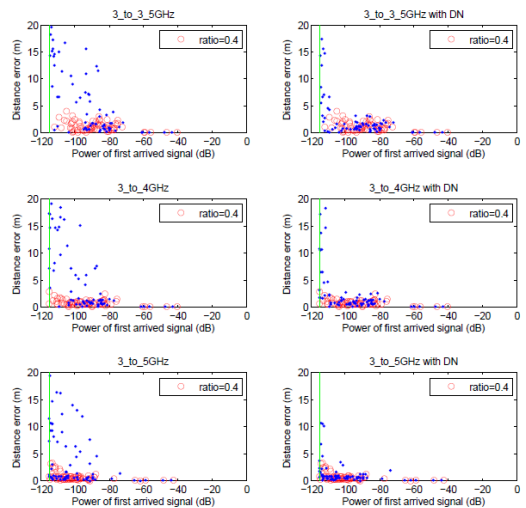 3_to_3_5GHz
3_to_3_5GHz with DN
20
15
10
5
0
Distance error (m)
ratio=0.4
−120 −100 −80 −60 −40 −20 0
Power of first arrived signal (dB)
20
15
10
5
0
Distance error (m)
ratio=0.4
−120 −100 −80 −60 −40 −20 0
Power of first arrived signal (dB)
3_to_4GHz
3_to_4GHz with DN
20
15
10
5
0
Distance error (m)
ratio=0.4
−120 −100 −80 −60 −40 −20 0
Power of first arrived signal (dB)
20
15
10
5
0
Distance error (m)
ratio=0.4
−120 −100 −80 −60 −40 −20 0
Power of first arrived signal (dB)
3_to_5GHz
3_to_5GHz with DN
20
15
10
5
0
Distance error (m)
ratio=0.4
−120 −100 −80 −60 −40 −20 0
Power of first arrived signal (dB)
20
15
10
5
0
Distance error (m)
ratio=0.4
−120 −100 −80 −60 −40 −20 0
Power of first arrived signal (dB)